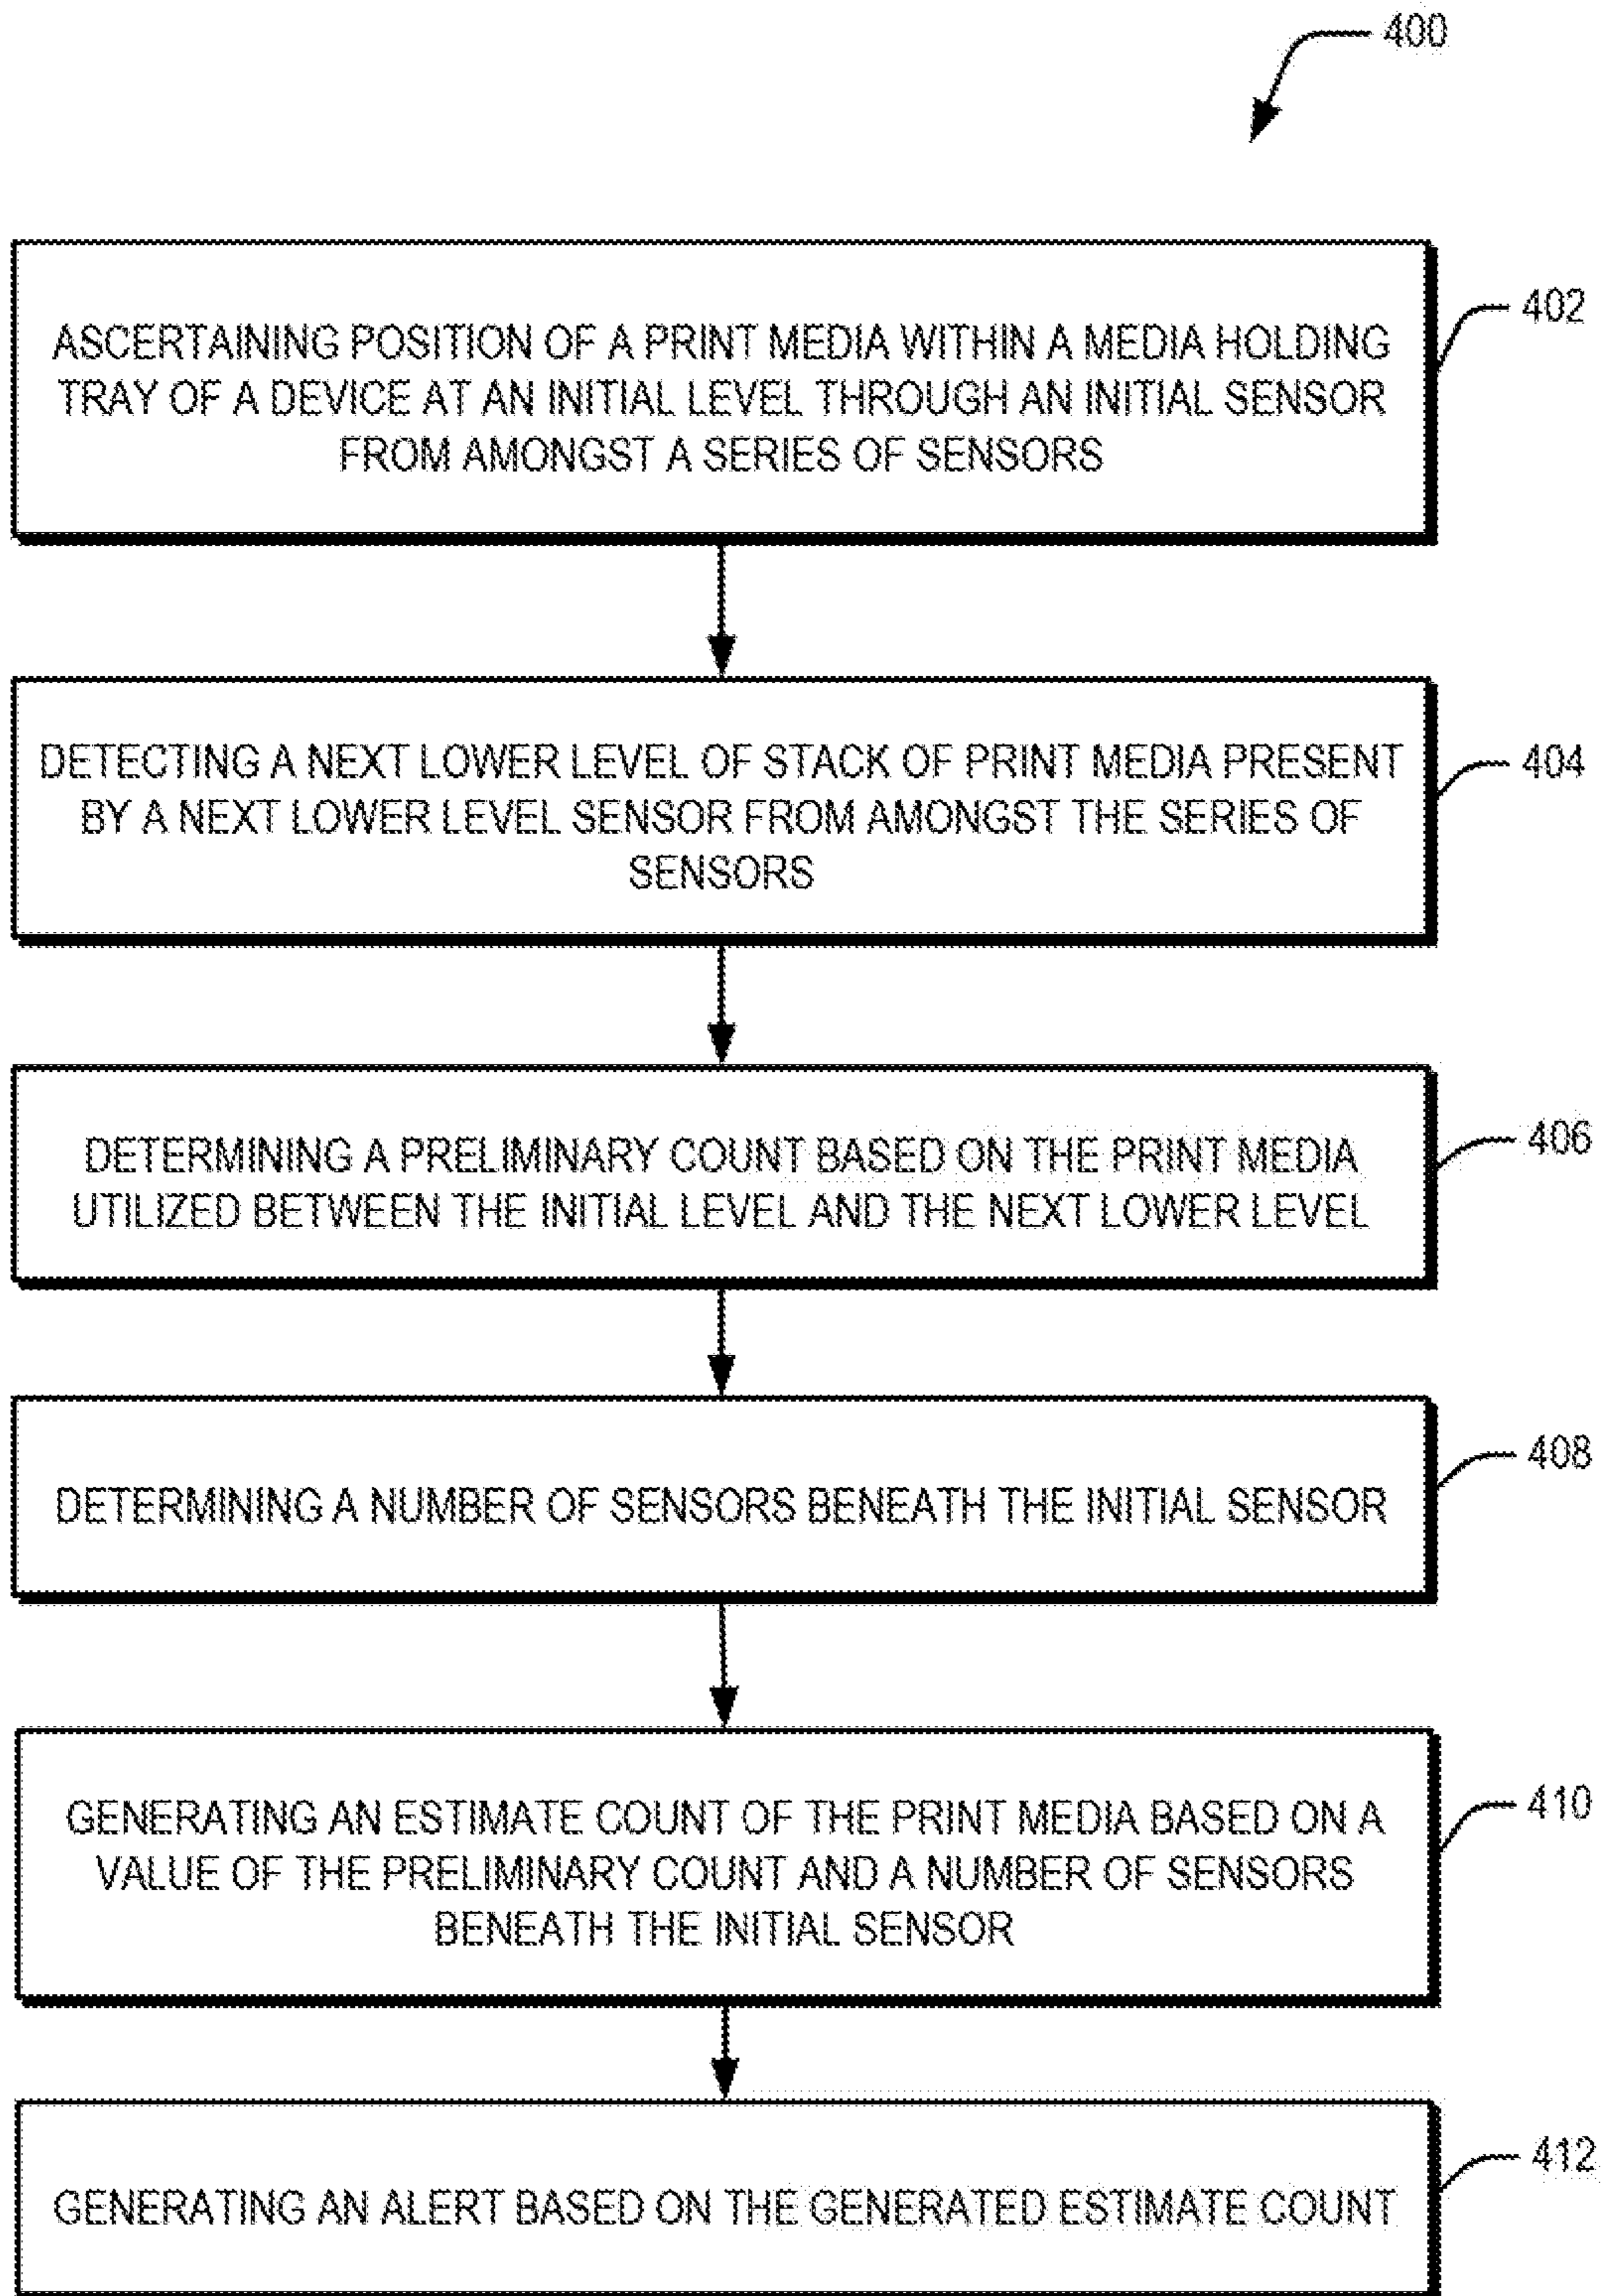 400
ASCERTAINING POSITION OF A PRINT MEDIA WITHIN A MEDIA HOLDING
TRAY OF A DEVICE AT AN INITIAL LEVEL THROUGH AN INITIAL SENSOR
FROM AMONGST A SERIES OF SENSORS
402
DETECTING A NEXT LOWER LEVEL OF STACK OF PRINT MEDIA PRESENT
BY A NEXT LOWER LEVEL SENSOR FROM AMONGST THE SERIES OF
SENSORS
404
DETERMINING A PRELIMINARY COUNT BASED ON THE PRINT MEDIA
UTILIZED BETWEEN THE INITIAL LEVEL AND THE NEXT LOWER LEVEL
406
DETERMINING A NUMBER OF SENSORS BENEATH THE INITIAL SENSOR
408
GENERATING AN ESTIMATE COUNT OF THE PRINT MEDIA BASED ON A
VALUE OF THE PRELIMINARY COUNT AND A NUMBER OF SENSORS
BENEATH THE INITIAL SENSOR
410
GENERATING AN ALERT BASED ON THE GENERATED ESTIMATE COUNT
412